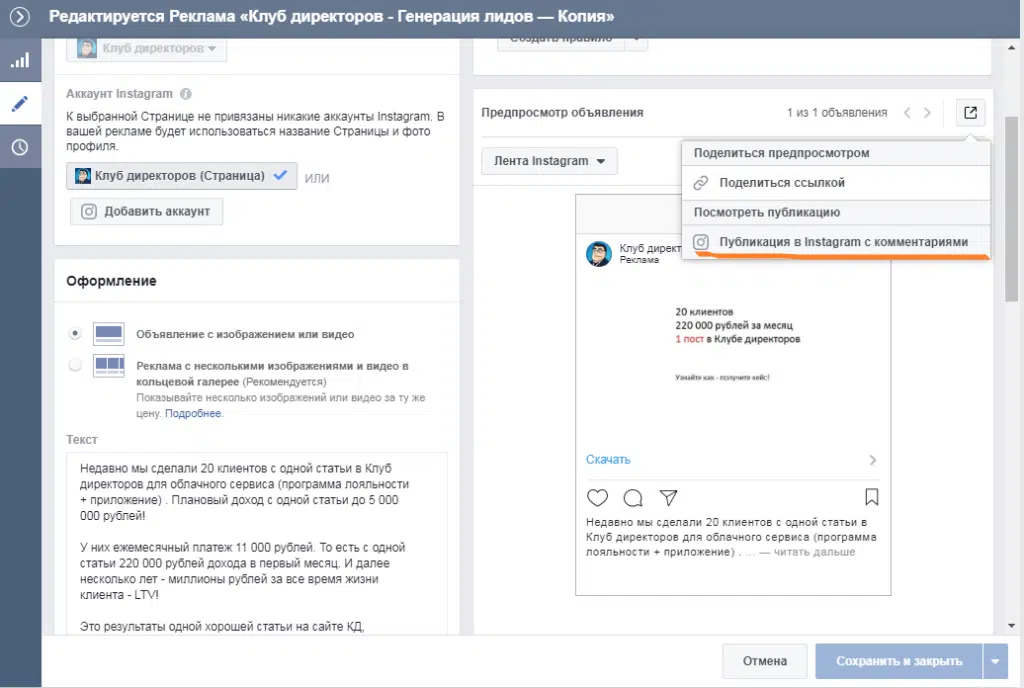 Редактируется Реклама «Клуб директоров - Генерация лидов — Копия»
Клуб директоров
Аккаунт Instagram
К выбранной Странице не привязаны никакие аккаунты Instagram. В
вашей рекламе будет использоваться название Страницы и фото
профиля.
Клуб директоров (Страница)
ИЛИ
Добавить аккаунт
Оформление
Объявление с изображением или видео
Реклама с несколькими изображениями и видео в
кольцевой галерее (Рекомендуется)
Показывайте несколько изображений или видео за ту же
цену. Подробнее.
Текст
Недавно мы сделали 20 клиентов с одной статьи в Клуб
директоров для облачного сервиса (программа лояльности
+ приложение) . Плановый доход с одной статьи до 5 000
000 рублей!
У них ежемесячный платеж 11 000 рублей. То есть с одной
статьи 220 000 рублей дохода в первый месяц. И далее
несколько лет - миллионы рублей за все время жизни
клиента - LTV!
Это результаты одной хорошей статьи на сайте КД,
Создать правило
Предпросмотр объявления
1 из 1 объявления
Лента Instagram
Поделиться предпросмотром
Поделиться ссылкой
Посмотреть публикацию
Публикация в Instagram с комментариями
Клуб директ
Реклама
20 клиентов
220 000 рублей за месяц
1 пост в Клубе директоров
Узнайте как - получите кейс!
Скачать
Недавно мы сделали 20 клиентов с одной статьи в
Клуб директоров для облачного сервиса (программа
лояльности + приложение) . ... — читать дальше
Отмена
Сохранить и закрыть